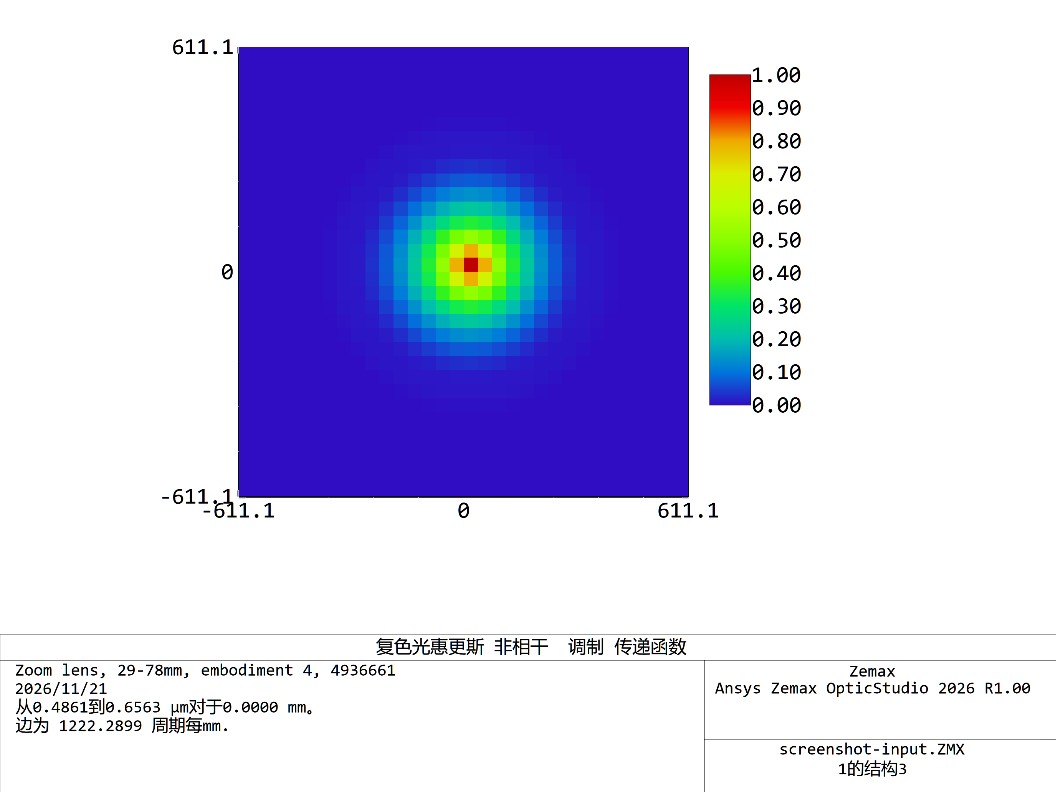 611.1
0
-611.1
-611.1
0
611.1
1.00
0.90
0.80
0.70
0.60
0.50
0.40
0.30
0.20
0.10
0.00
复色光惠更斯 非相干 调制 传递函数
Zoom lens, 29-78mm, embodiment 4, 4936661
2026/11/21
从0.4861到0.6563 µm对于0.0000 mm。
边为 1222.2899 周期每mm.
Zemax
Ansys Zemax OpticStudio 2026 R1.00
screenshot-input.ZMX
1的结构3